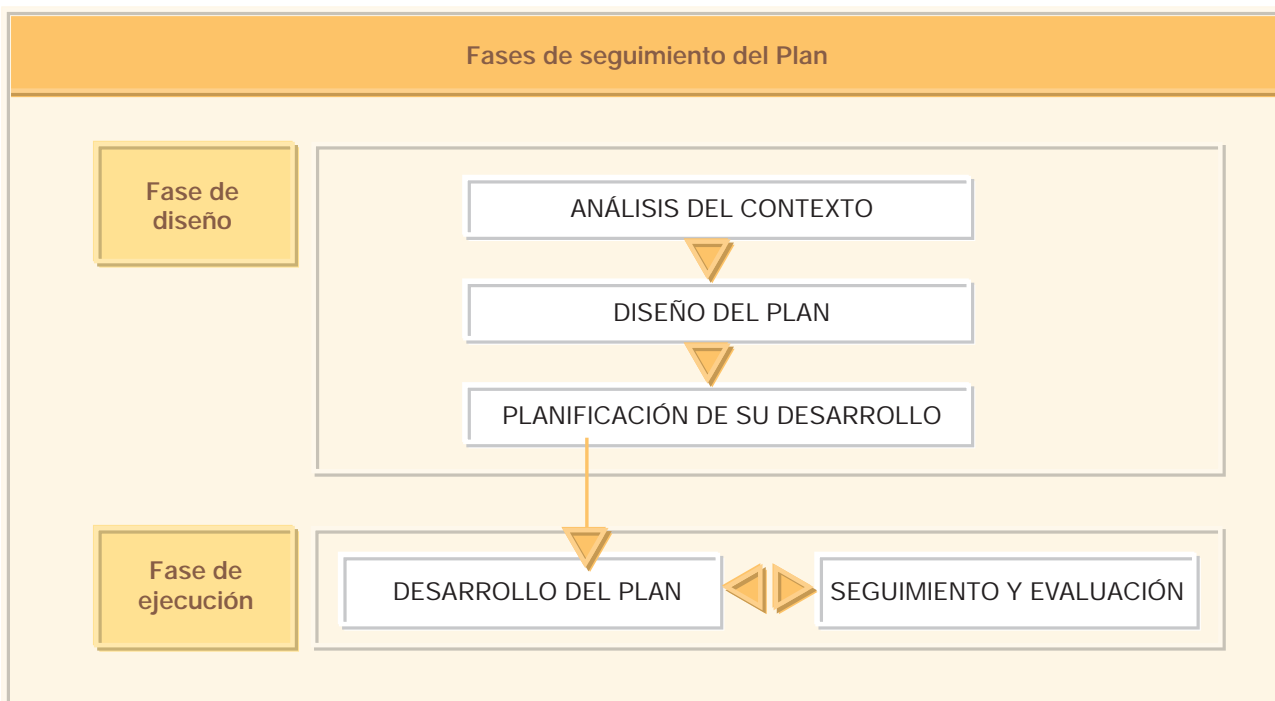 Fases de seguimiento del Plan
Fase de
diseño
ANÁLISIS DEL CONTEXTO
DISEÑO DEL PLAN
PLANIFICACIÓN DE SU DESARROLLO
Fase de
ejecución
DESARROLLO DEL PLAN
SEGUIMIENTO Y EVALUACIÓN